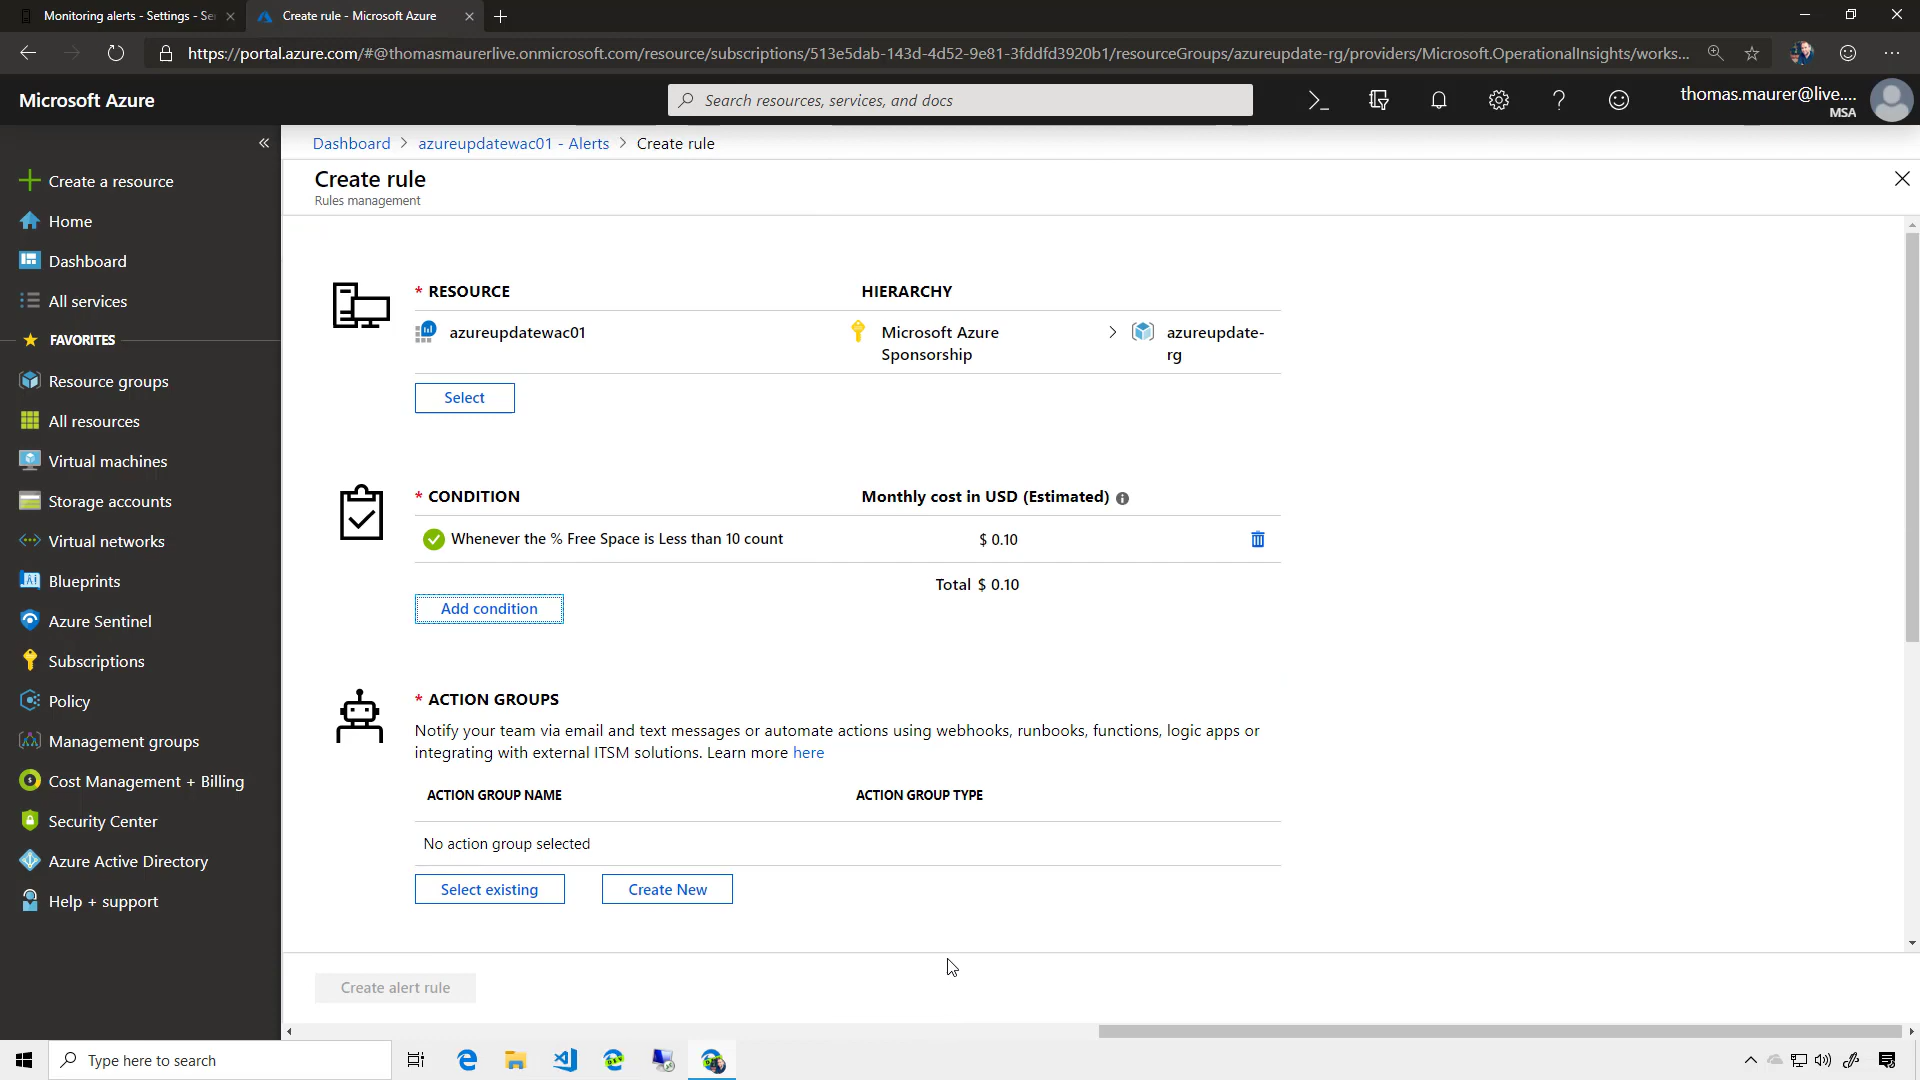 Monitoring alerts - Settings - Se
Create rule - Microsoft Azure
https://portal.azure.com/#@thomasmaurerlive.onmicrosoft.com/resource/subscriptions/513e5dab-143d-4d52-9e81-3fddfd3920b1/resourceGroups/azureupdate-rg/providers/Microsoft.OperationalInsights/works...
Microsoft Azure
Search resources, services, and docs
thomas.maurer@live....
MSA
Dashboard > azureupdatewac01 - Alerts > Create rule
Create rule
Rules management
Create a resource
Home
Dashboard
All services
FAVORITES
Resource groups
All resources
Virtual machines
Storage accounts
Virtual networks
Blueprints
Azure Sentinel
Subscriptions
Policy
Management groups
Cost Management + Billing
Security Center
Azure Active Directory
Help + support
* RESOURCE
HIERARCHY
azureupdatewac01
Microsoft Azure
Sponsorship
>
azureupdate-
rg
Select
* CONDITION
Monthly cost in USD (Estimated)
Whenever the % Free Space is Less than 10 count
$ 0.10
Total $ 0.10
Add condition
* ACTION GROUPS
Notify your team via email and text messages or automate actions using webhooks, runbooks, functions, logic apps or
integrating with external ITSM solutions. Learn more here
ACTION GROUP NAME
ACTION GROUP TYPE
No action group selected
Select existing
Create New
Create alert rule
Type here to search